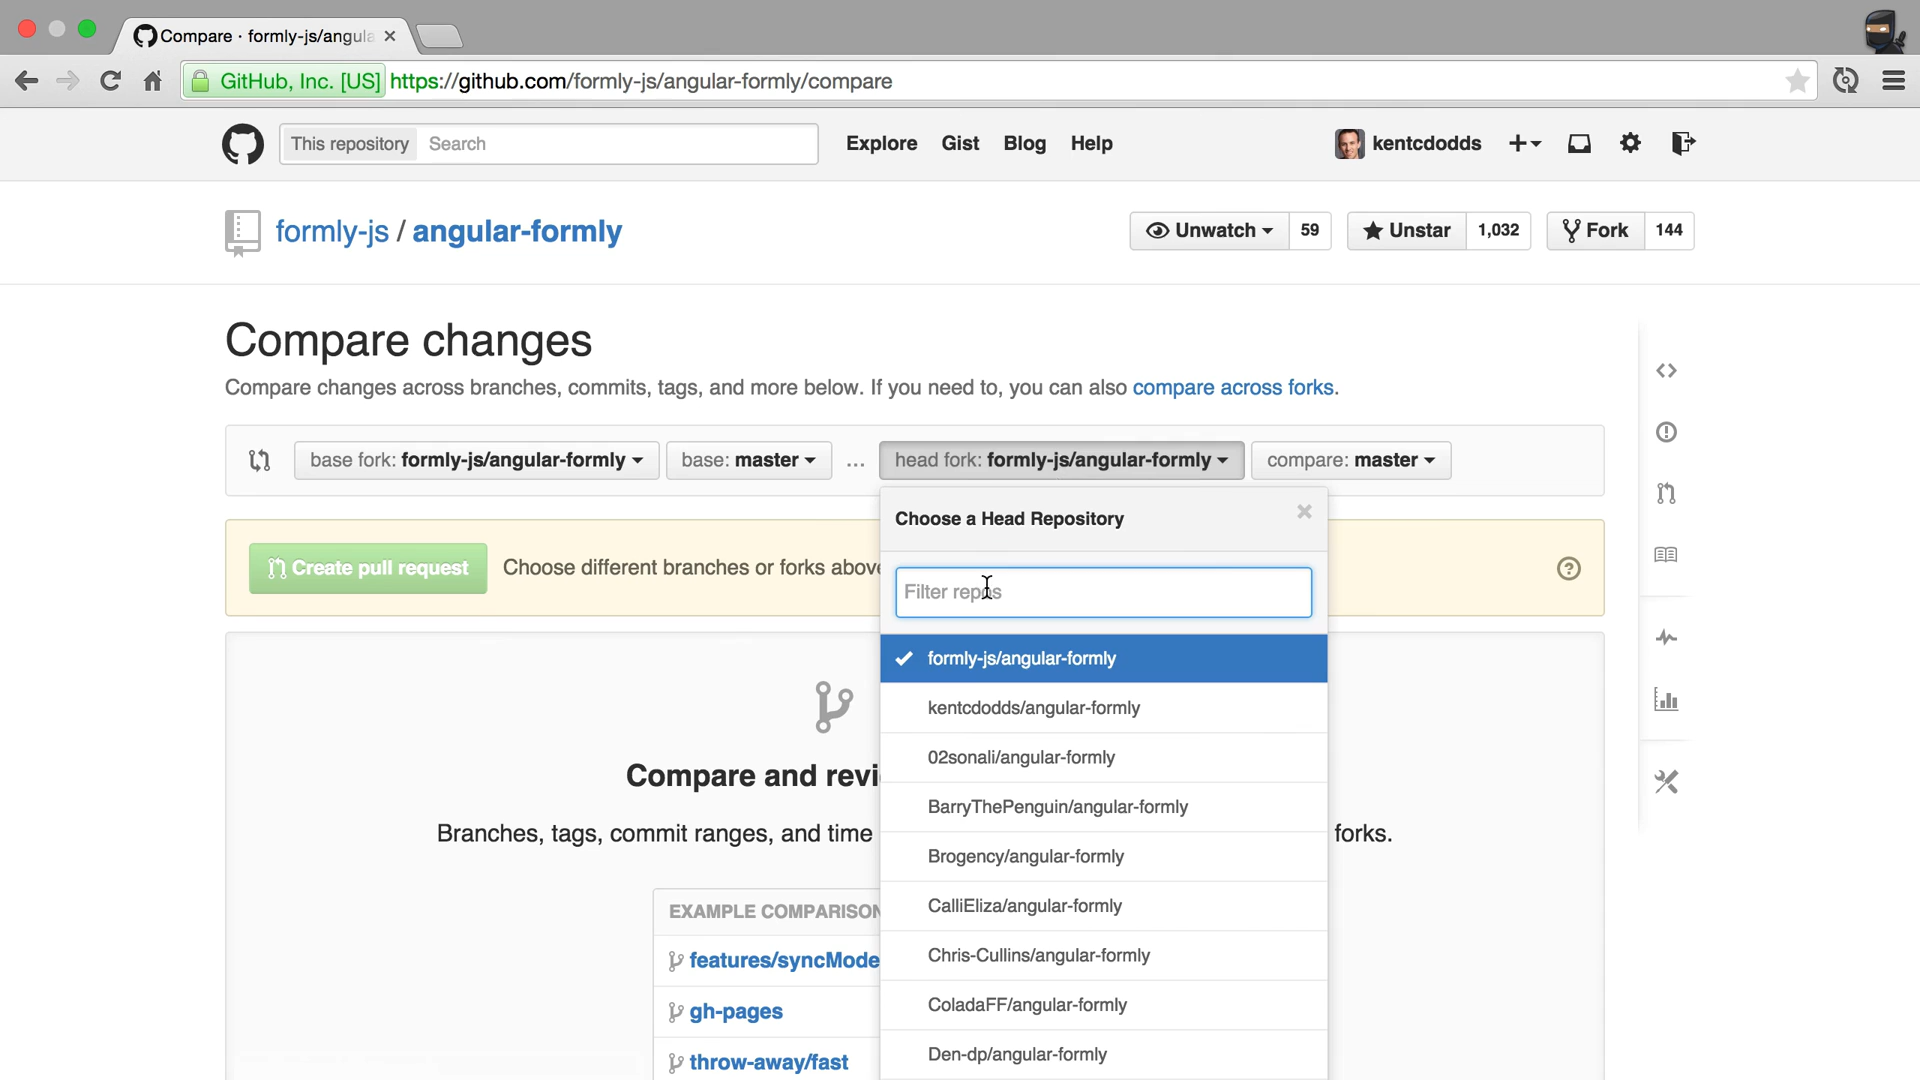 Compare · formly-js/angula
GitHub, Inc. [US] https://github.com/formly-js/angular-formly/compare
This repository Search Explore Gist Blog Help kentcdodds
formly-js / angular-formly Unwatch 59 Unstar 1,032 Fork 144
Compare changes
Compare changes across branches, commits, tags, and more below. If you need to, you can also compare across forks.
base fork: formly-js/angular-formly base: master ... head fork: formly-js/angular-formly compare: master
Choose a Head Repository
Create pull request Choose different branches or forks above
Filter repos
formly-js/angular-formly
kentcdodds/angular-formly
02sonali/angular-formly
Compare and revi
BarryThePenguin/angular-formly
Branches, tags, commit ranges, and time forks.
Brogency/angular-formly
CalliEliza/angular-formly
EXAMPLE COMPARISON
Chris-Cullins/angular-formly
features/syncMode
ColadaFF/angular-formly
gh-pages
Den-dp/angular-formly
throw-away/fast